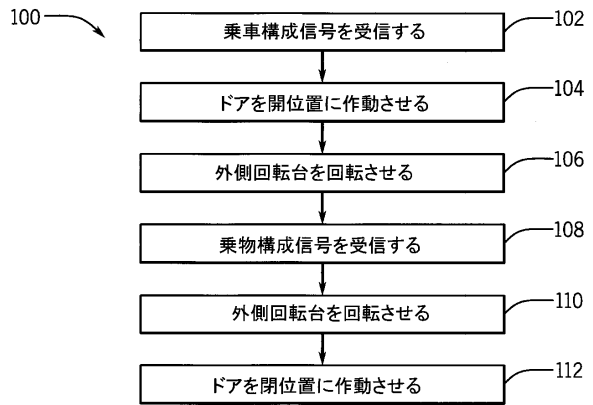 100
乗車構成信号を受信する
102
ドアを開位置に作動させる
104
外側回転台を回転させる
106
乗物構成信号を受信する
108
外側回転台を回転させる
110
ドアを閉位置に作動させる
112